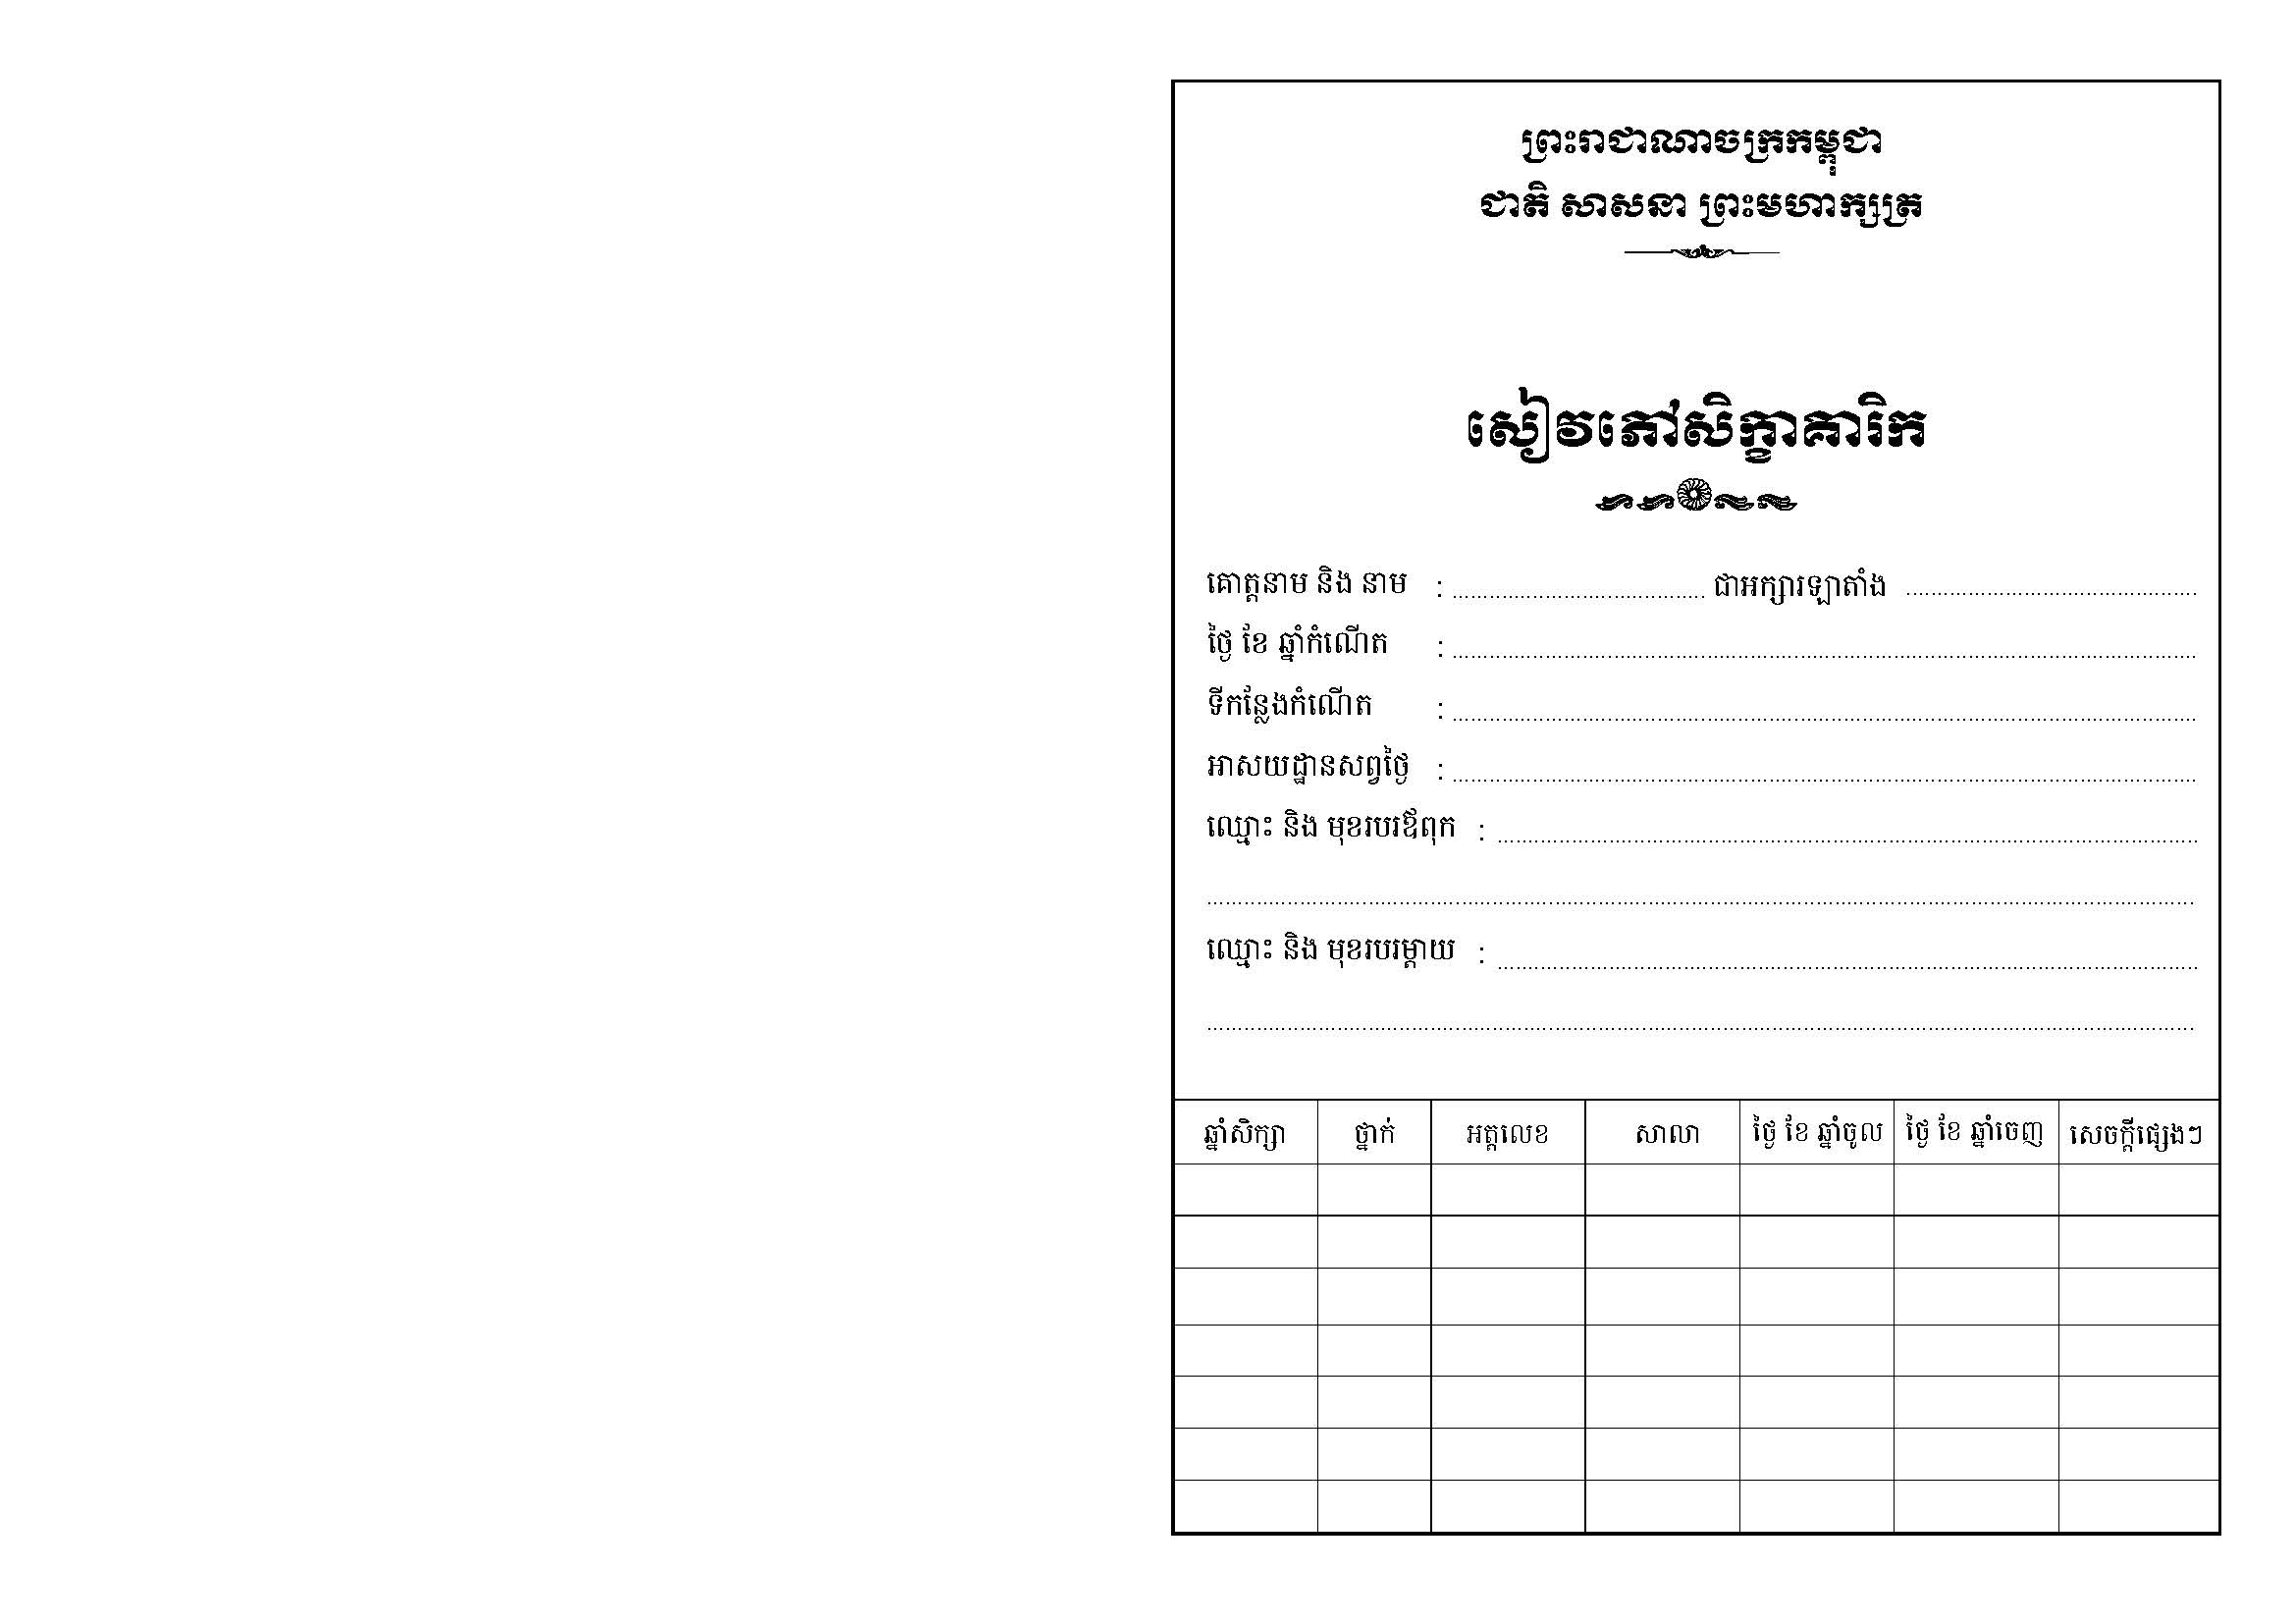 ព្រះរាជាណាចក្រកម្ពុជា
ជាតិ សាសនា ព្រះមហាក្សត្រ
សៀវភៅសិក្ខាគារិក
គោត្តនាម និង នាម : .......................................... ជាអក្សារឡាតាំង ................................................
ថ្ងៃ ខែ ឆ្នាំកំណើត : ................................................................................
ទីកន្លែងកំណើត : ................................................................................
អាសយដ្ឋានសព្វថ្ងៃ : ................................................................................
ឈ្មោះ និង មុខរបរឪពុក : ................................................................................
................................................................................
ឈ្មោះ និង មុខរបរម្តាយ : ................................................................................
................................................................................
ឆ្នាំសិក្សា ថ្នាក់ អត្តលេខ សាលា ថ្ងៃ ខែ ឆ្នាំចូល ថ្ងៃ ខែ ឆ្នាំចេញ សេចក្តីផ្សេងៗ